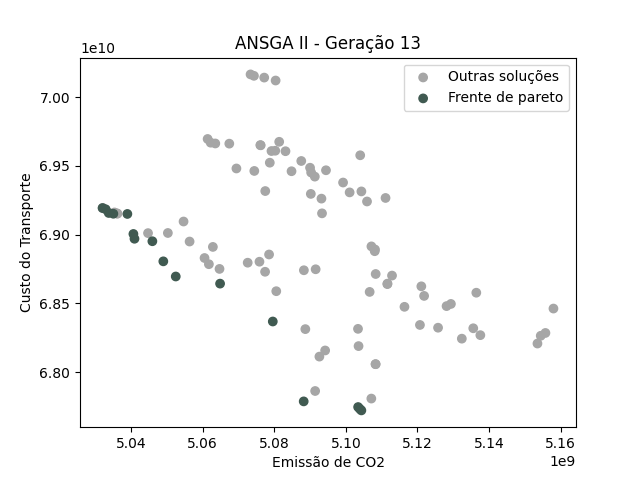 ANSGA II - Geração 13
1e10
Outras soluções
Frente de pareto
7.00
6.95
6.90
6.85
6.80
Custo do Transporte
5.04 5.06 5.08 5.10 5.12 5.14 5.16
Emissão de CO2
1e9